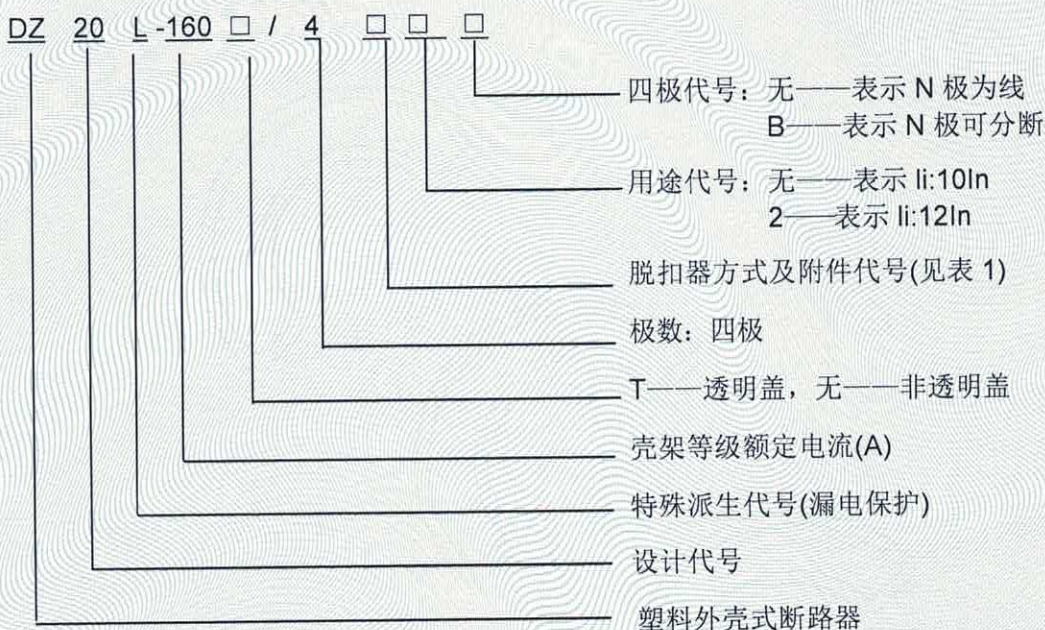 DZ 20 L -160 □ / 4 □ □ □
四极代号：无——表示 N 极为线
B——表示 N 极可分断
用途代号：无——表示 Ii:10In
2——表示 Ii:12In
脱扣器方式及附件代号(见表 1)
极数：四极
T——透明盖，无——非透明盖
壳架等级额定电流(A)
特殊派生代号(漏电保护)
设计代号
塑料外壳式断路器